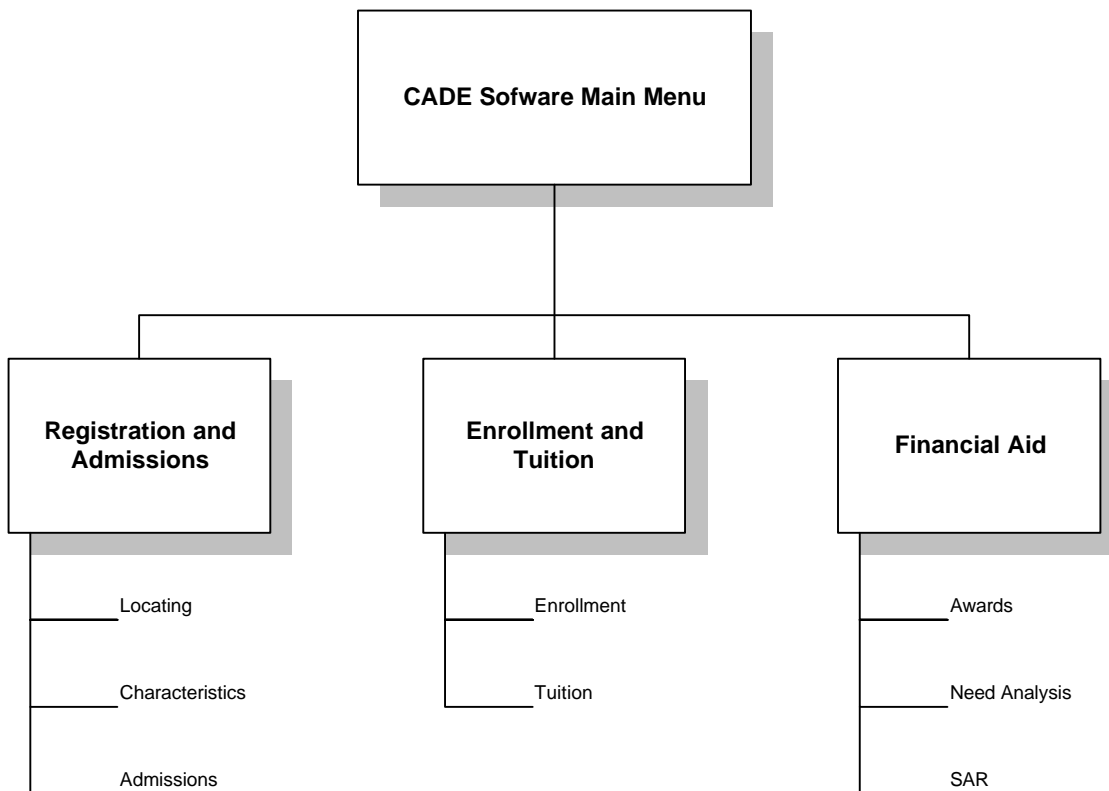 CADE Sofware Main Menu
Registration and
Admissions
Enrollment and
Tuition
Financial Aid
Locating
Characteristics
Admissions
Enrollment
Tuition
Awards
Need Analysis
SAR